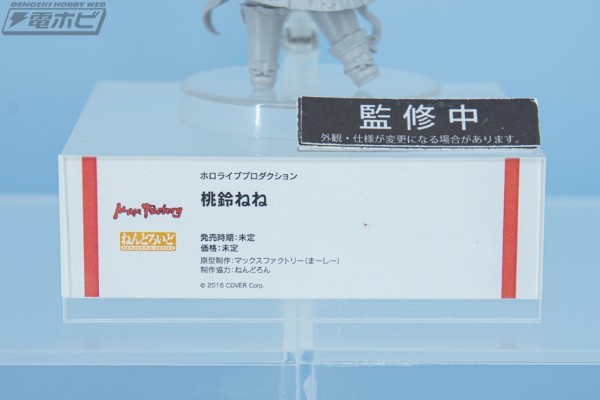 DENGEKI HOBBY WEB
電ホビ
監修中
外観・仕様が変更になる場合があります。
ホロライブプロダクション
桃鈴ねね
Max Factory
ねんどろいど
発売時期:未定
価格:未定
原型制作:マックスファクトリー(まーしー)
制作協力:ねんどろん
© 2016 COVER Corp.